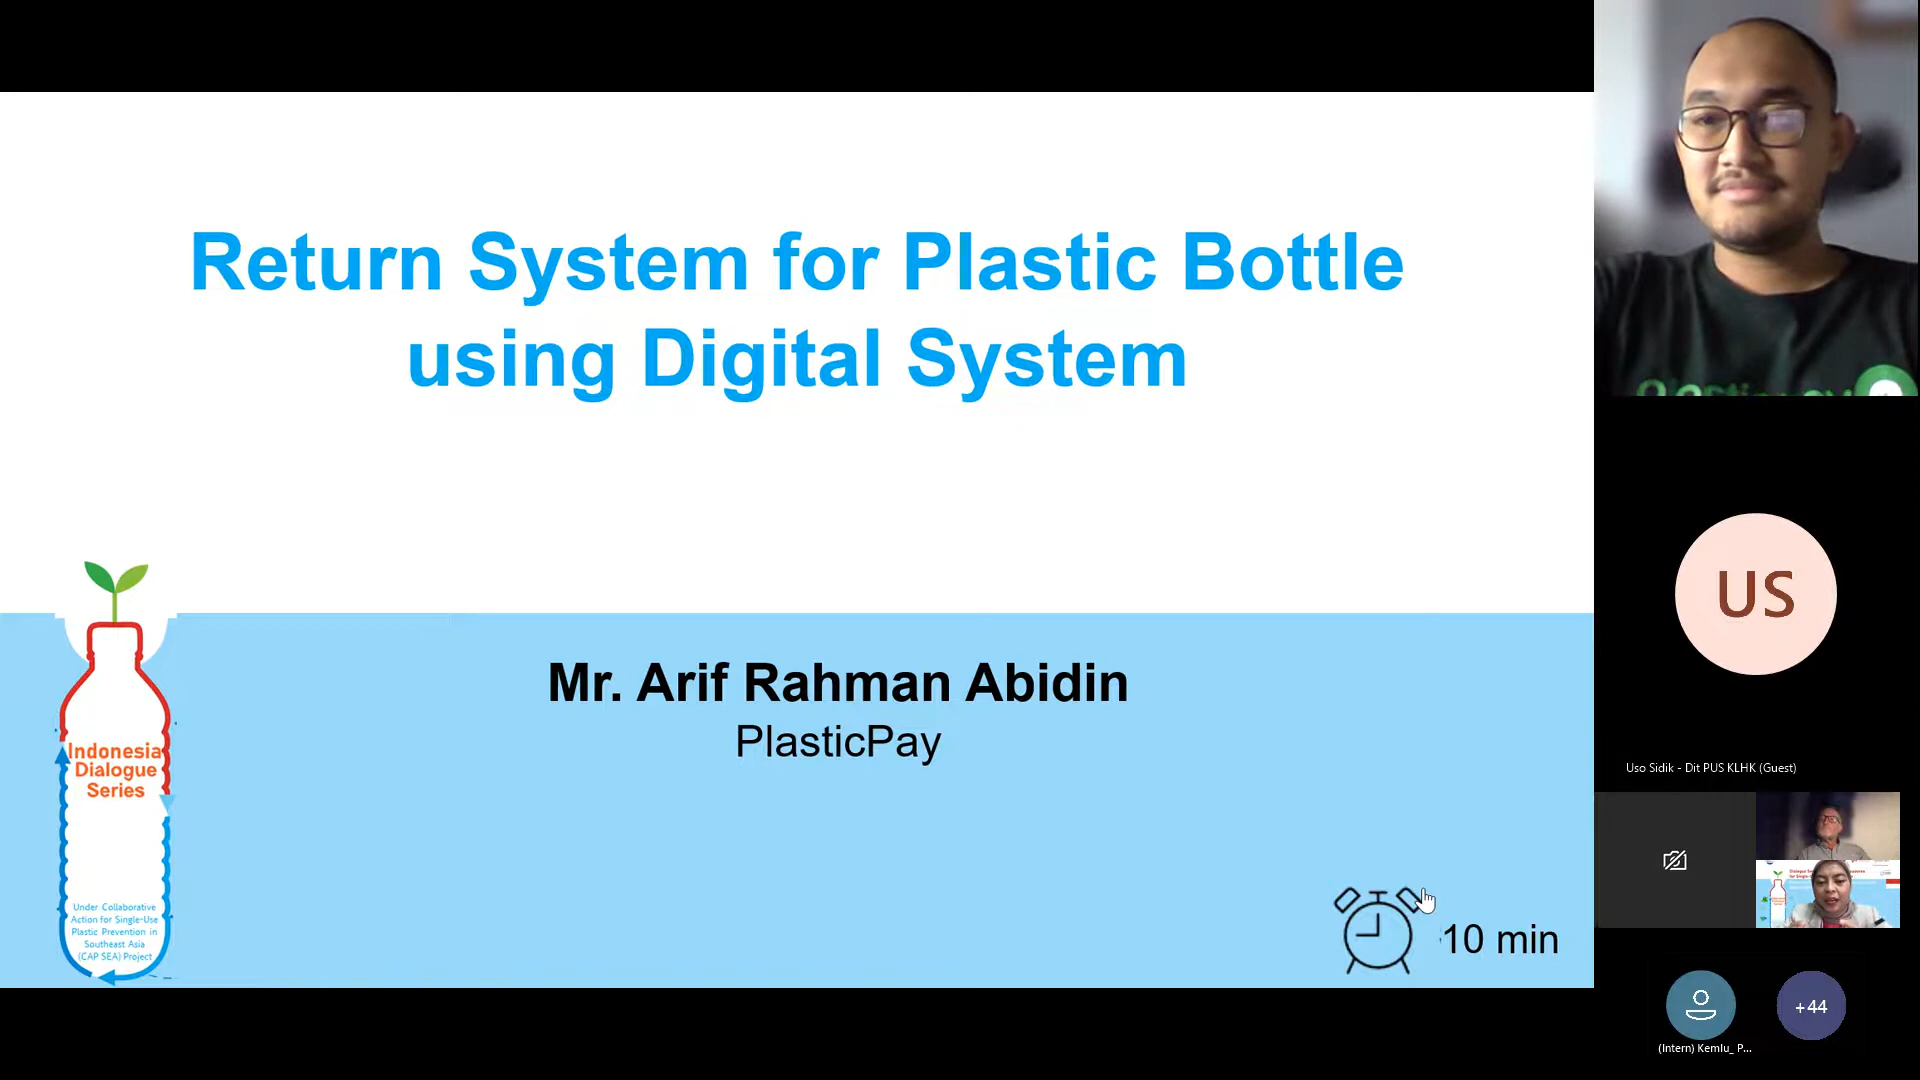 Return System for Plastic Bottle
using Digital System
Mr. Arif Rahman Abidin
PlasticPay
Indonesia
Dialogue
Series
Under Collaborative
Action for Single-Use
Plastic Prevention in
Southeast Asia
(CAP SEA) Project
10 min
US
Uso Sidik - Dit PUS KLHK (Guest)
+44
(Intern) Kemlu_ P...